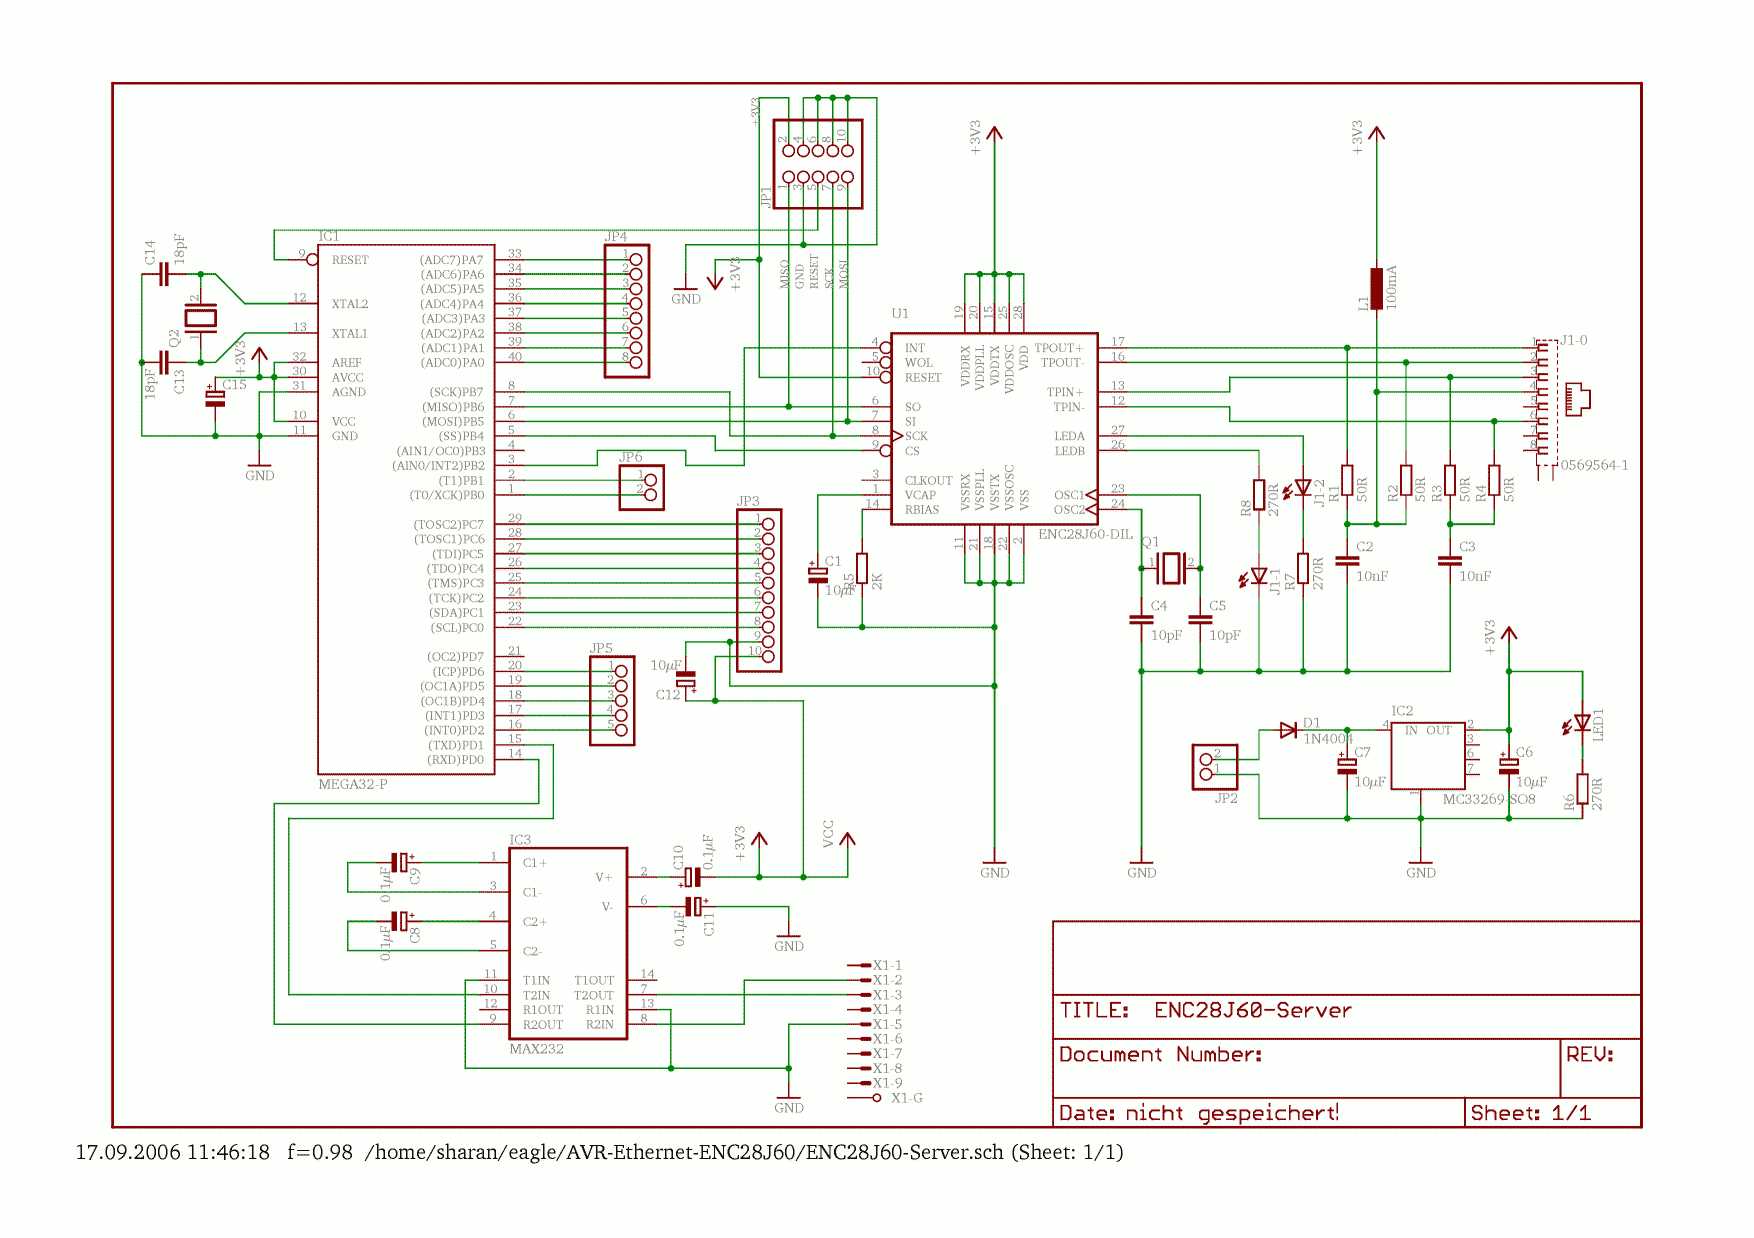 +3V3
2 4 6 8 10
1 3 5 7 9
JP1
MISO
GND
RESET
SCK
MOSI
GND
+3V3
IC1
9 RESET
12 XTAL2
13 XTAL1
32 AREF
30 AVCC
31 AGND
10 VCC
11 GND
(ADC7)PA7 33
(ADC6)PA6 34
(ADC5)PA5 35
(ADC4)PA4 36
(ADC3)PA3 37
(ADC2)PA2 38
(ADC1)PA1 39
(ADC0)PA0 40
(SCK)PB7 8
(MISO)PB6 7
(MOSI)PB5 6
(SS)PB4 5
(AIN1/OC0)PB3 4
(AIN0/INT2)PB2 3
(T1)PB1 2
(T0/XCK)PB0 1
(TOSC2)PC7 29
(TOSC1)PC6 28
(TDI)PC5 27
(TDO)PC4 26
(TMS)PC3 25
(TCK)PC2 24
(SDA)PC1 23
(SCL)PC0 22
(OC2)PD7 21
(ICP)PD6 20
(OC1A)PD5 19
(OC1B)PD4 18
(INT1)PD3 17
(INT0)PD2 16
(TXD)PD1 15
(RXD)PD0 14
MEGA32-P
C14
18pF
Q2
2
1
18pF
C13
+3V3
C15
GND
JP4
1
2
3
4
5
6
7
8
JP6
1
2
JP3
1
2
3
4
5
6
7
8
9
10
JP5
1
2
3
4
5
10µF
C12
U1
+3V3
19 20 15 25 28
VDDRX
VDDPLL
VDDTX
VDDOSC
VDD
4 INT
5 WOL
10 RESET
6 SO
7 SI
8 SCK
9 CS
3 CLKOUT
1 VCAP
14 RBIAS
VSSRX
VSSPLL
VSSTX
VSSOSC
VSS
11 21 18 22 2
TPOUT+ 17
TPOUT- 16
TPIN+ 13
TPIN- 12
LEDA 27
LEDB 26
OSC1 23
OSC2 24
ENC28J60-DIL
C1
10µF
R5
2K
GND
Q1
1 2
C4
10pF
C5
10pF
GND
R8
270R
J1-2
J1-1
R7
270R
+3V3
L1
100mA
R1
50R
R2
50R
R3
50R
R4
50R
C2
10nF
C3
10nF
J1-0
1
2
3
4
5
6
7
8
0569564-1
+3V3
JP2
2
1
D1
1N4004
C7
10µF
IC2
4 IN OUT 2
3
6
7
1
MC33269-SO8
C6
10µF
LED1
R6
270R
GND
IC3
1 C1+
3 C1-
4 C2+
5 C2-
11 T1IN
10 T2IN
12 R1OUT
9 R2OUT
V+ 2
V- 6
T1OUT 14
T2OUT 7
R1IN 13
R2IN 8
MAX232
0.1µF
C9
0.1µF
C8
C10
0.1µF
0.1µF
C11
+3V3
VCC
GND
X1-1
X1-2
X1-3
X1-4
X1-5
X1-6
X1-7
X1-8
X1-9
X1-G
GND
TITLE: ENC28J60-Server
Document Number:
REV:
Date: nicht gespeichert!
Sheet: 1/1
17.09.2006 11:46:18 f=0.98 /home/sharan/eagle/AVR-Ethernet-ENC28J60/ENC28J60-Server.sch (Sheet: 1/1)